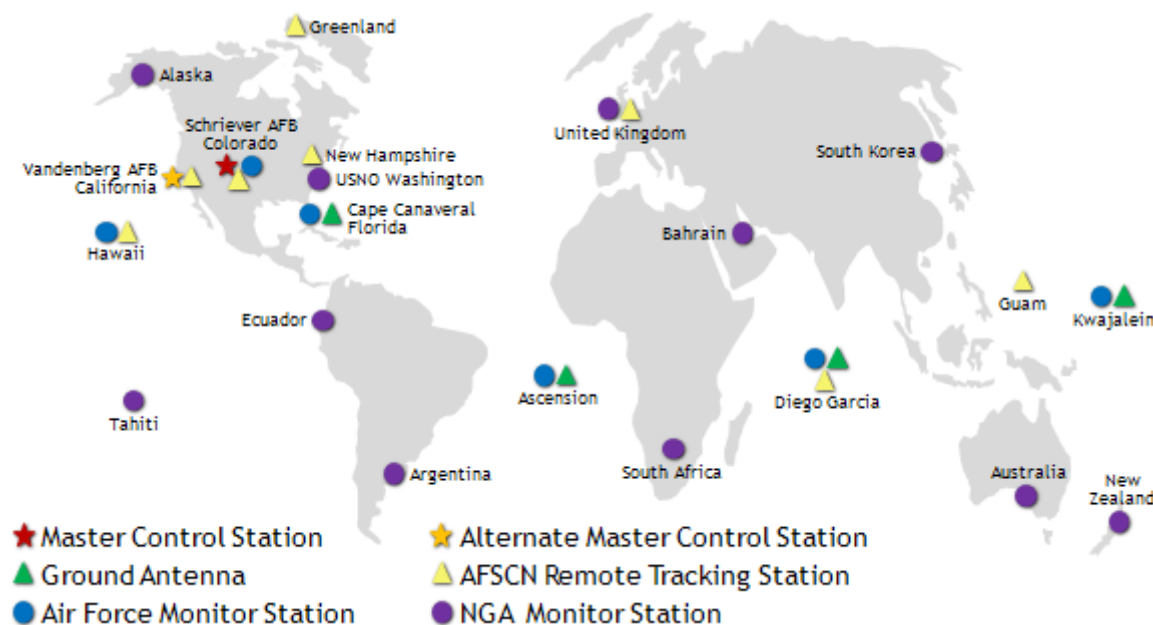 Greenland
Alaska
Schriever AFB
Colorado
United Kingdom
New Hampshire
South Korea
Vandenberg AFB
California
USNO Washington
Cape Canaveral
Florida
Bahrain
Hawaii
Guam
Kwajalein
Ecuador
Ascension
Diego Garcia
Tahiti
Argentina
South Africa
Australia
New
Zealand
Master Control Station
Alternate Master Control Station
Ground Antenna
AFSCN Remote Tracking Station
Air Force Monitor Station
NGA Monitor Station